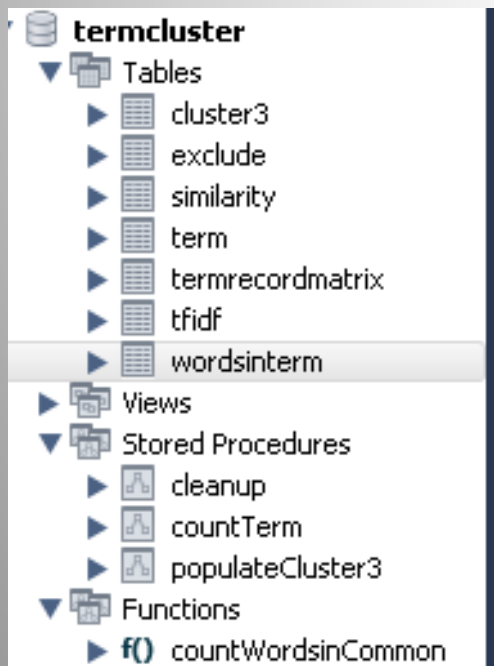 termcluster
Tables
cluster3
exclude
similarity
term
termrecordmatrix
tfidf
wordsinterm
Views
Stored Procedures
cleanup
countTerm
populateCluster3
Functions
f() countWordsinCommon